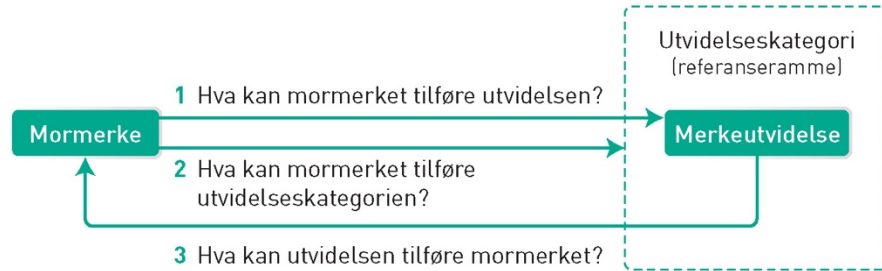 Utvidelseskategori
(referanseramme)
1 Hva kan mormerket tilføre utvidelsen?
Mormerke
Merkeutvidelse
2 Hva kan mormerket tilføre
utvidelseskategorien?
3 Hva kan utvidelsen tilføre mormerket?